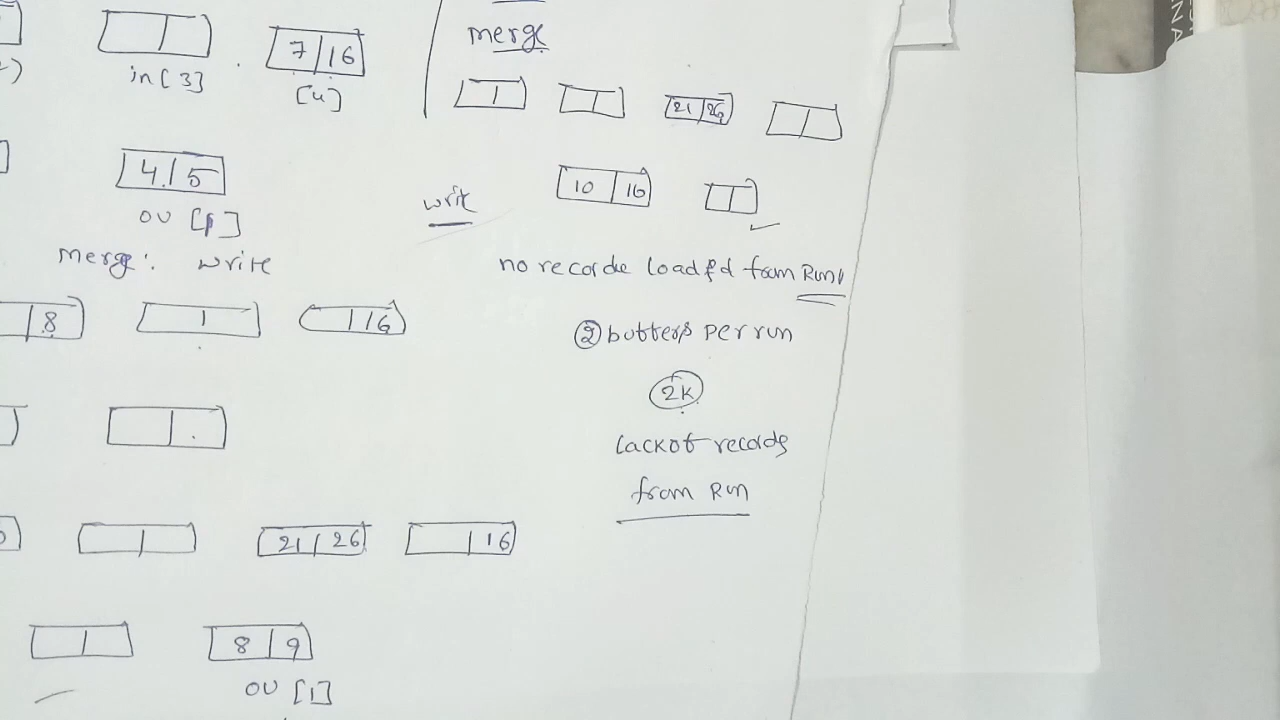 in[3]
7 16
[4]
4 5
OU [1]
merge: write
8
16
21 26
16
8 9
OU [1]
merge
21 26
10 16
write
no recorde loaded from Run1
② buffers per run
2K
Lack of records
from Run